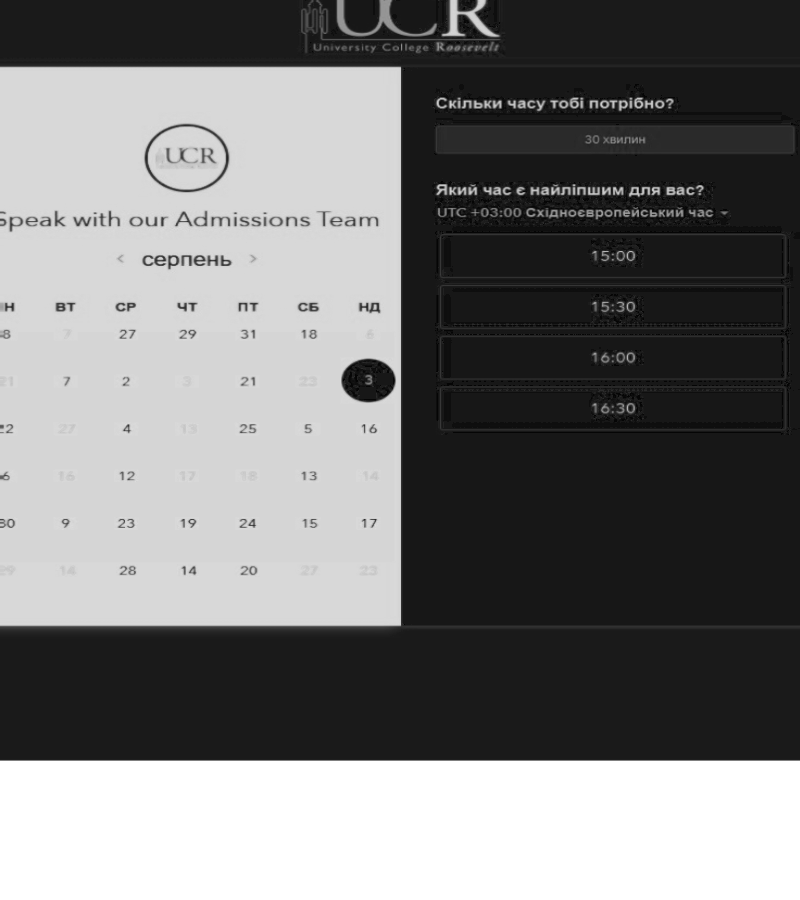 UCR
University College Roosevelt
UCR
Speak with our Admissions Team
серпень
ВТ СР ЧТ ПТ СБ НД
7 27 29 31 18 6
21 7 2 3 21 23 3
22 27 4 13 25 5 16
16 12 17 18 13 14
30 9 23 19 24 15 17
29 14 28 14 20 27 23
Скільки часу тобі потрібно?
30 хвилин
Який час є найліпшим для вас?
UTC +03:00 Східноєвропейський час
15:00
15:30
16:00
16:30